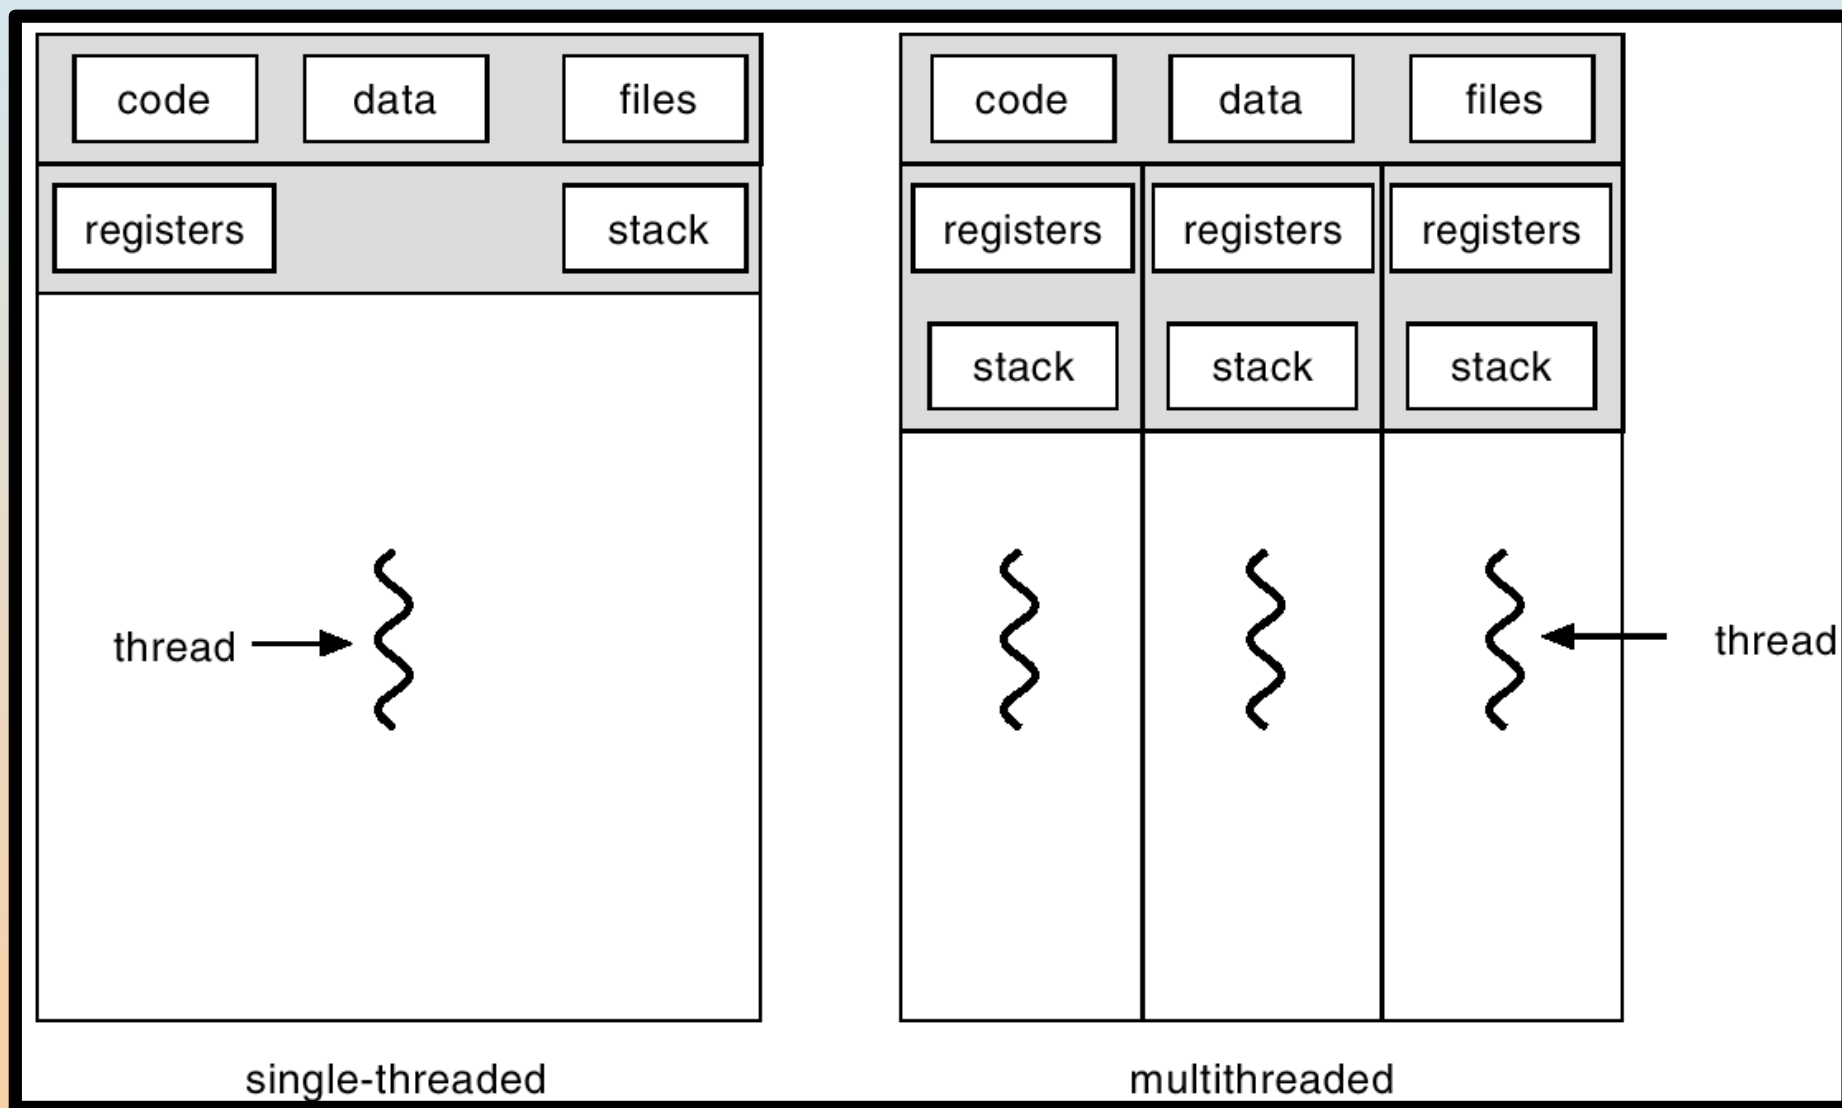 code data files
registers stack
thread
single-threaded
code data files
registers registers registers
stack stack stack
thread
multithreaded